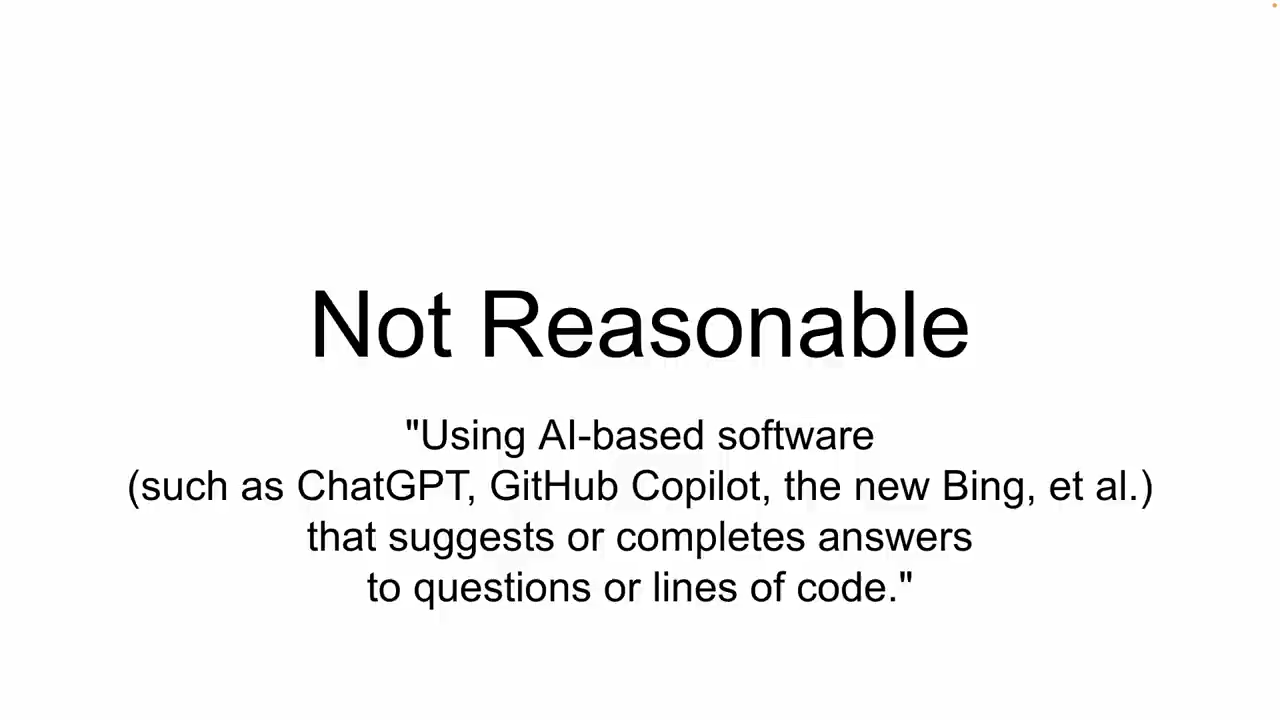 Not Reasonable
"Using AI-based software
(such as ChatGPT, GitHub Copilot, the new Bing, et al.)
that suggests or completes answers
to questions or lines of code."